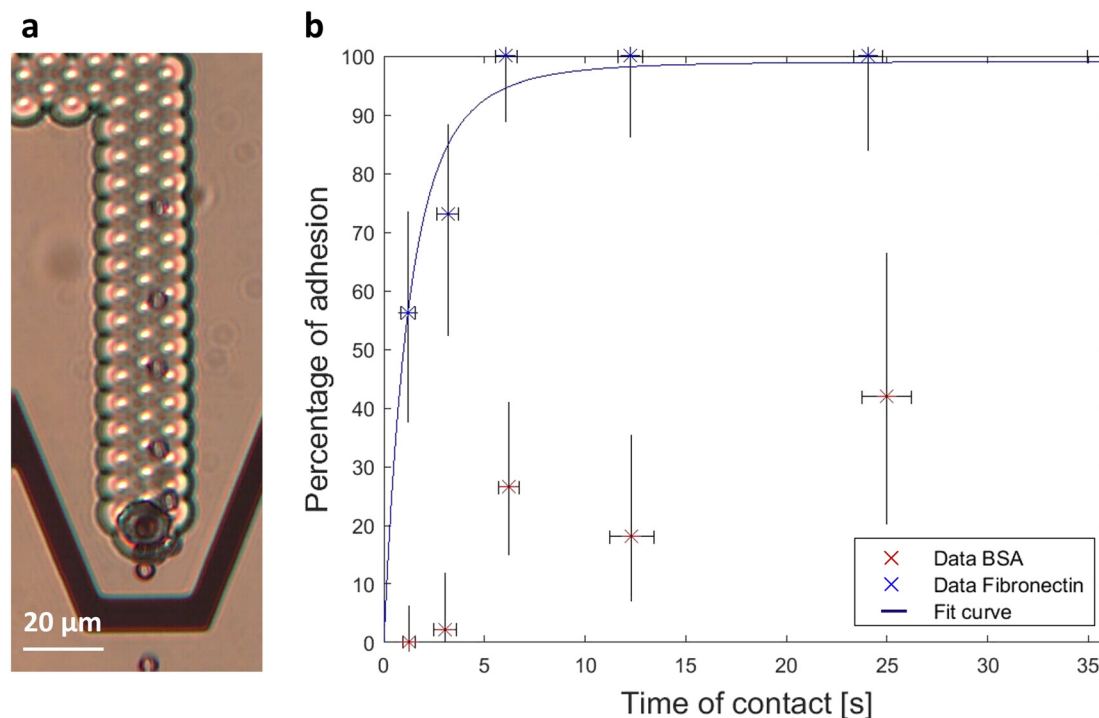 a
b
20 µm
Percentage of adhesion
100
90
80
70
60
50
40
30
20
10
0
0 5 10 15 20 25 30 35
Time of contact [s]
Data BSA
Data Fibronectin
Fit curve